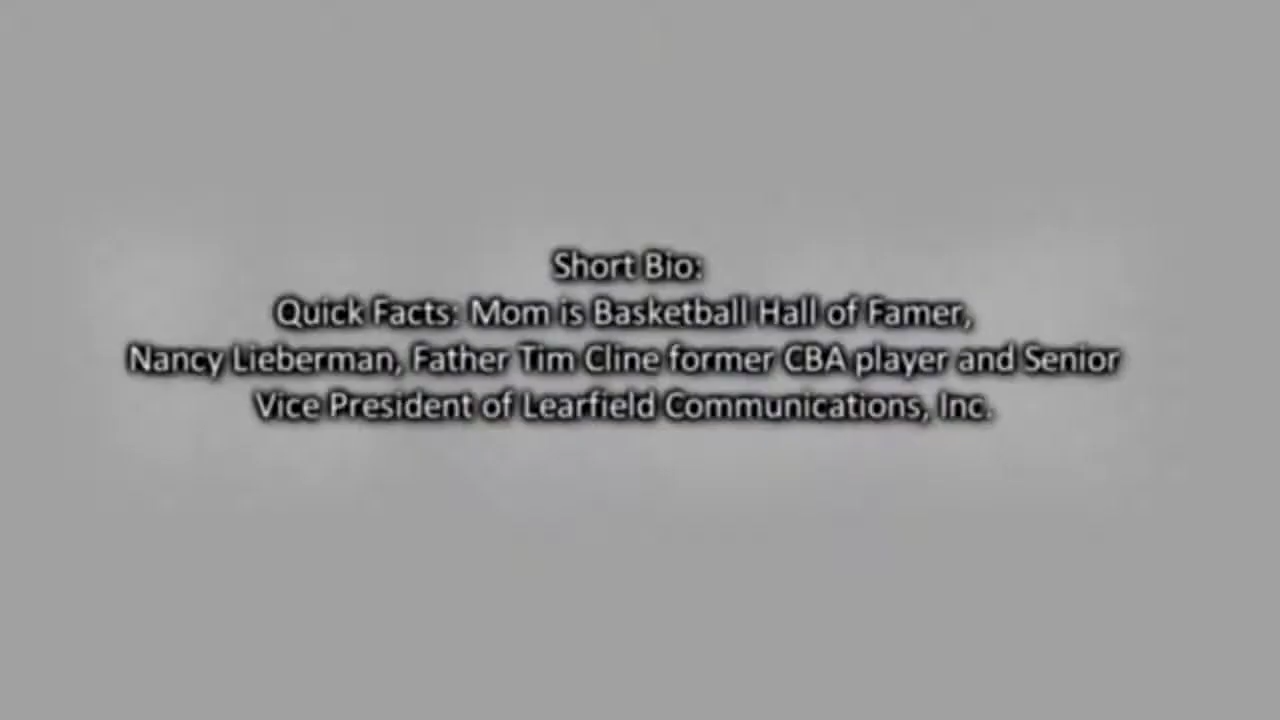 Short Bio:
Quick Facts: Mom is Basketball Hall of Famer,
Nancy Lieberman, Father Tim Cline former CBA player and Senior
Vice President of Learfield Communications, Inc.